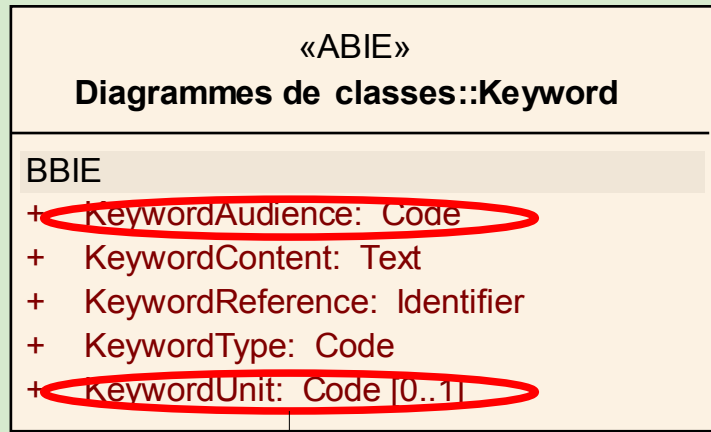 «ABIE»
Diagrammes de classes::Keyword
BBIE
+ KeywordAudience: Code
+ KeywordContent: Text
+ KeywordReference: Identifier
+ KeywordType: Code
+ KeywordUnit: Code [0..1]